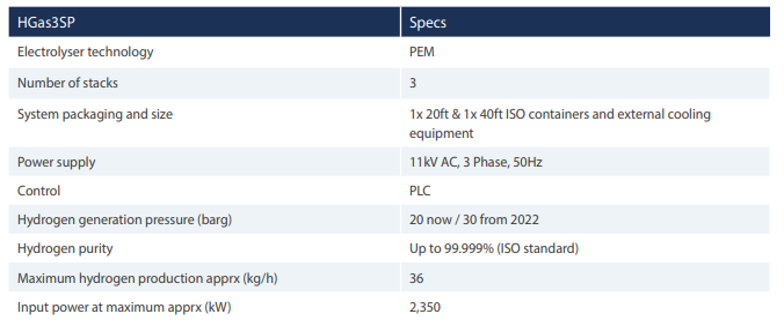 HGas3SP Specs
Electrolyser technology PEM
Number of stacks 3
System packaging and size 1x 20ft & 1x 40ft ISO containers and external cooling
equipment
Power supply 11kV AC, 3 Phase, 50Hz
Control PLC
Hydrogen generation pressure (barg) 20 now / 30 from 2022
Hydrogen purity Up to 99.999% (ISO standard)
Maximum hydrogen production apprx (kg/h) 36
Input power at maximum apprx (kW) 2,350